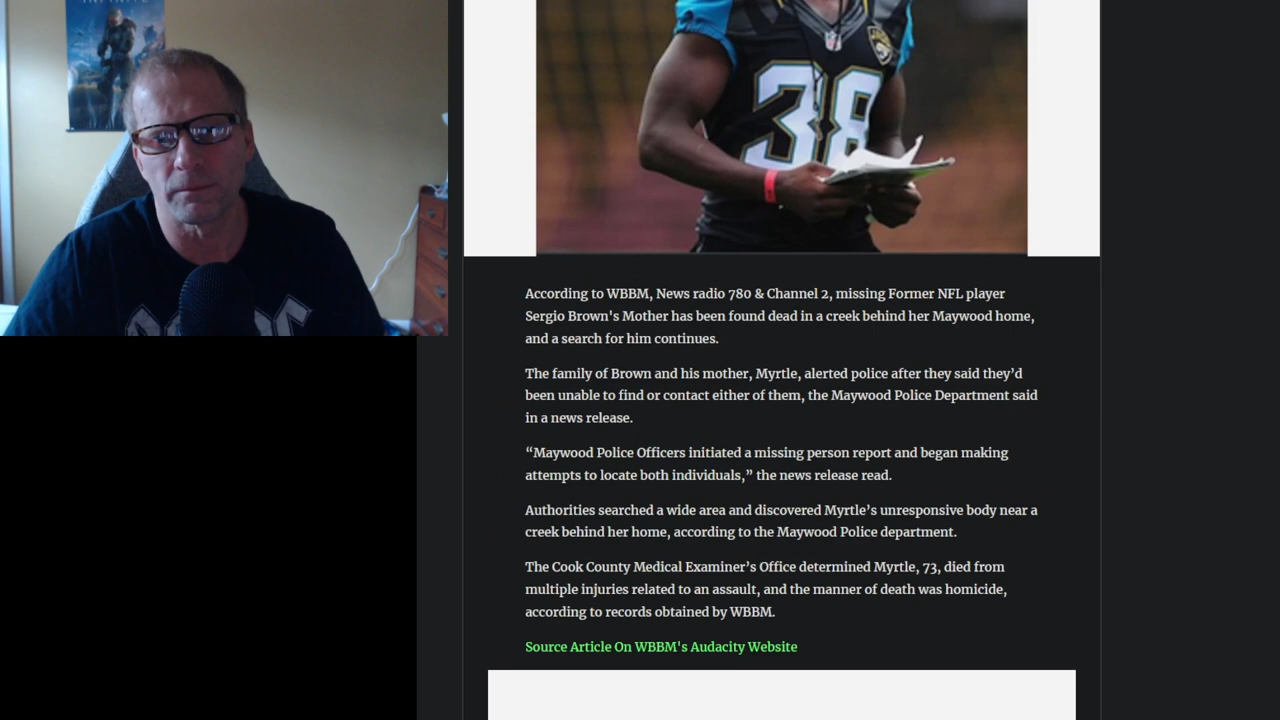 INFINITE
38
According to WBBM, News radio 780 & Channel 2, missing Former NFL player
Sergio Brown's Mother has been found dead in a creek behind her Maywood home,
and a search for him continues.
The family of Brown and his mother, Myrtle, alerted police after they said they’d
been unable to find or contact either of them, the Maywood Police Department said
in a news release.
“Maywood Police Officers initiated a missing person report and began making
attempts to locate both individuals,” the news release read.
Authorities searched a wide area and discovered Myrtle’s unresponsive body near a
creek behind her home, according to the Maywood Police department.
The Cook County Medical Examiner’s Office determined Myrtle, 73, died from
multiple injuries related to an assault, and the manner of death was homicide,
according to records obtained by WBBM.
Source Article On WBBM's Audacity Website